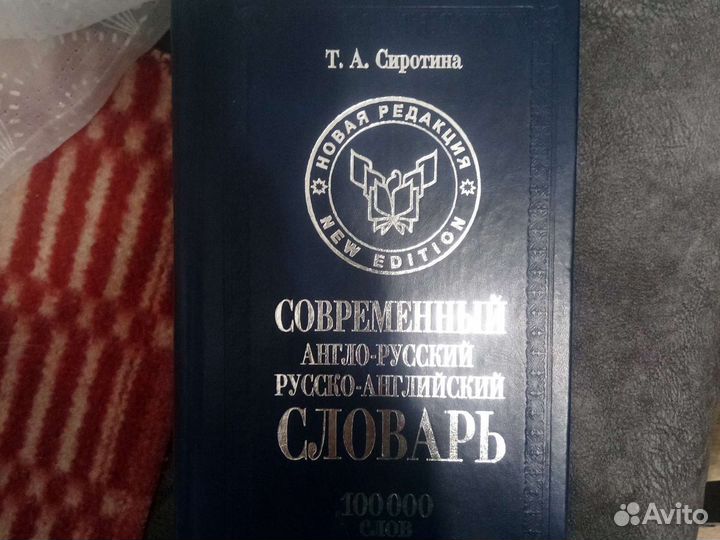 Т. А. Сиротина
НОВАЯ РЕДАКЦИЯ
NEW EDITION
СОВРЕМЕННЫЙ
АНГЛО-РУССКИЙ
РУССКО-АНГЛИЙСКИЙ
СЛОВАРЬ
100 000
СЛОВ
Avito